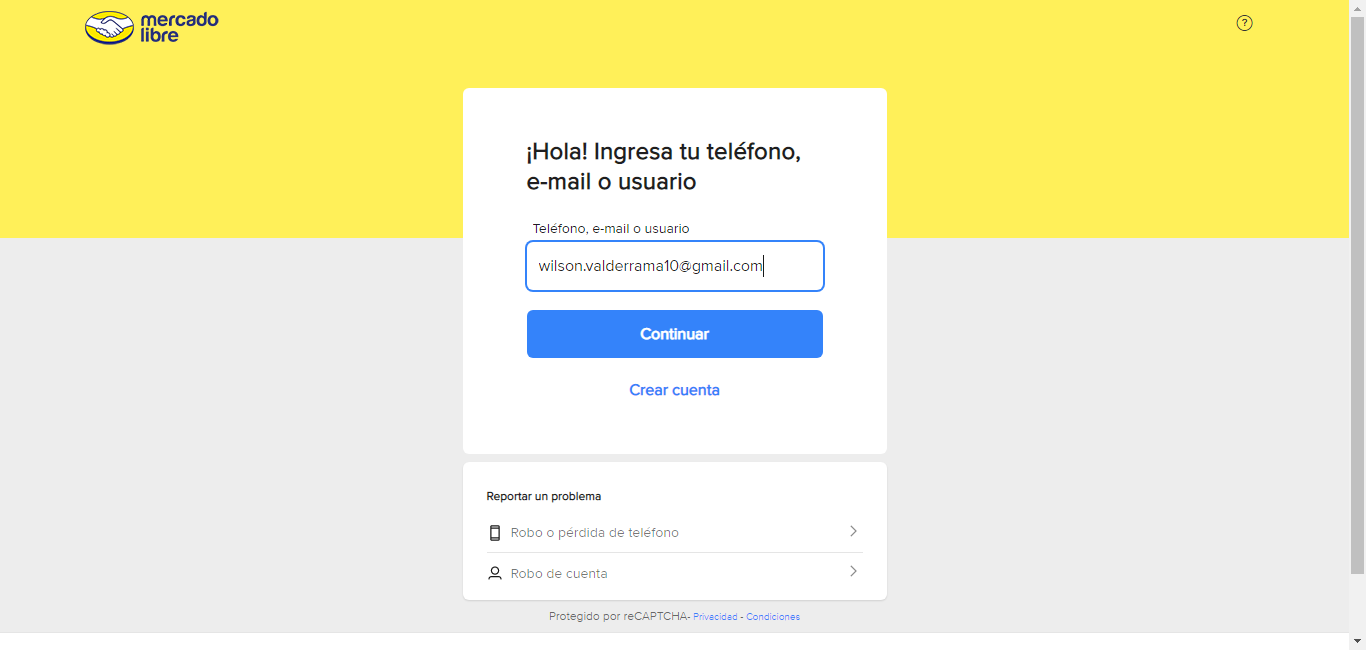 mercado
libre
?
¡Hola! Ingresa tu teléfono,
e-mail o usuario
Teléfono, e-mail o usuario
wilson.valderrama10@gmail.com
Continuar
Crear cuenta
Reportar un problema
Robo o pérdida de teléfono
Robo de cuenta
Protegido por reCAPTCHA- Privacidad - Condiciones